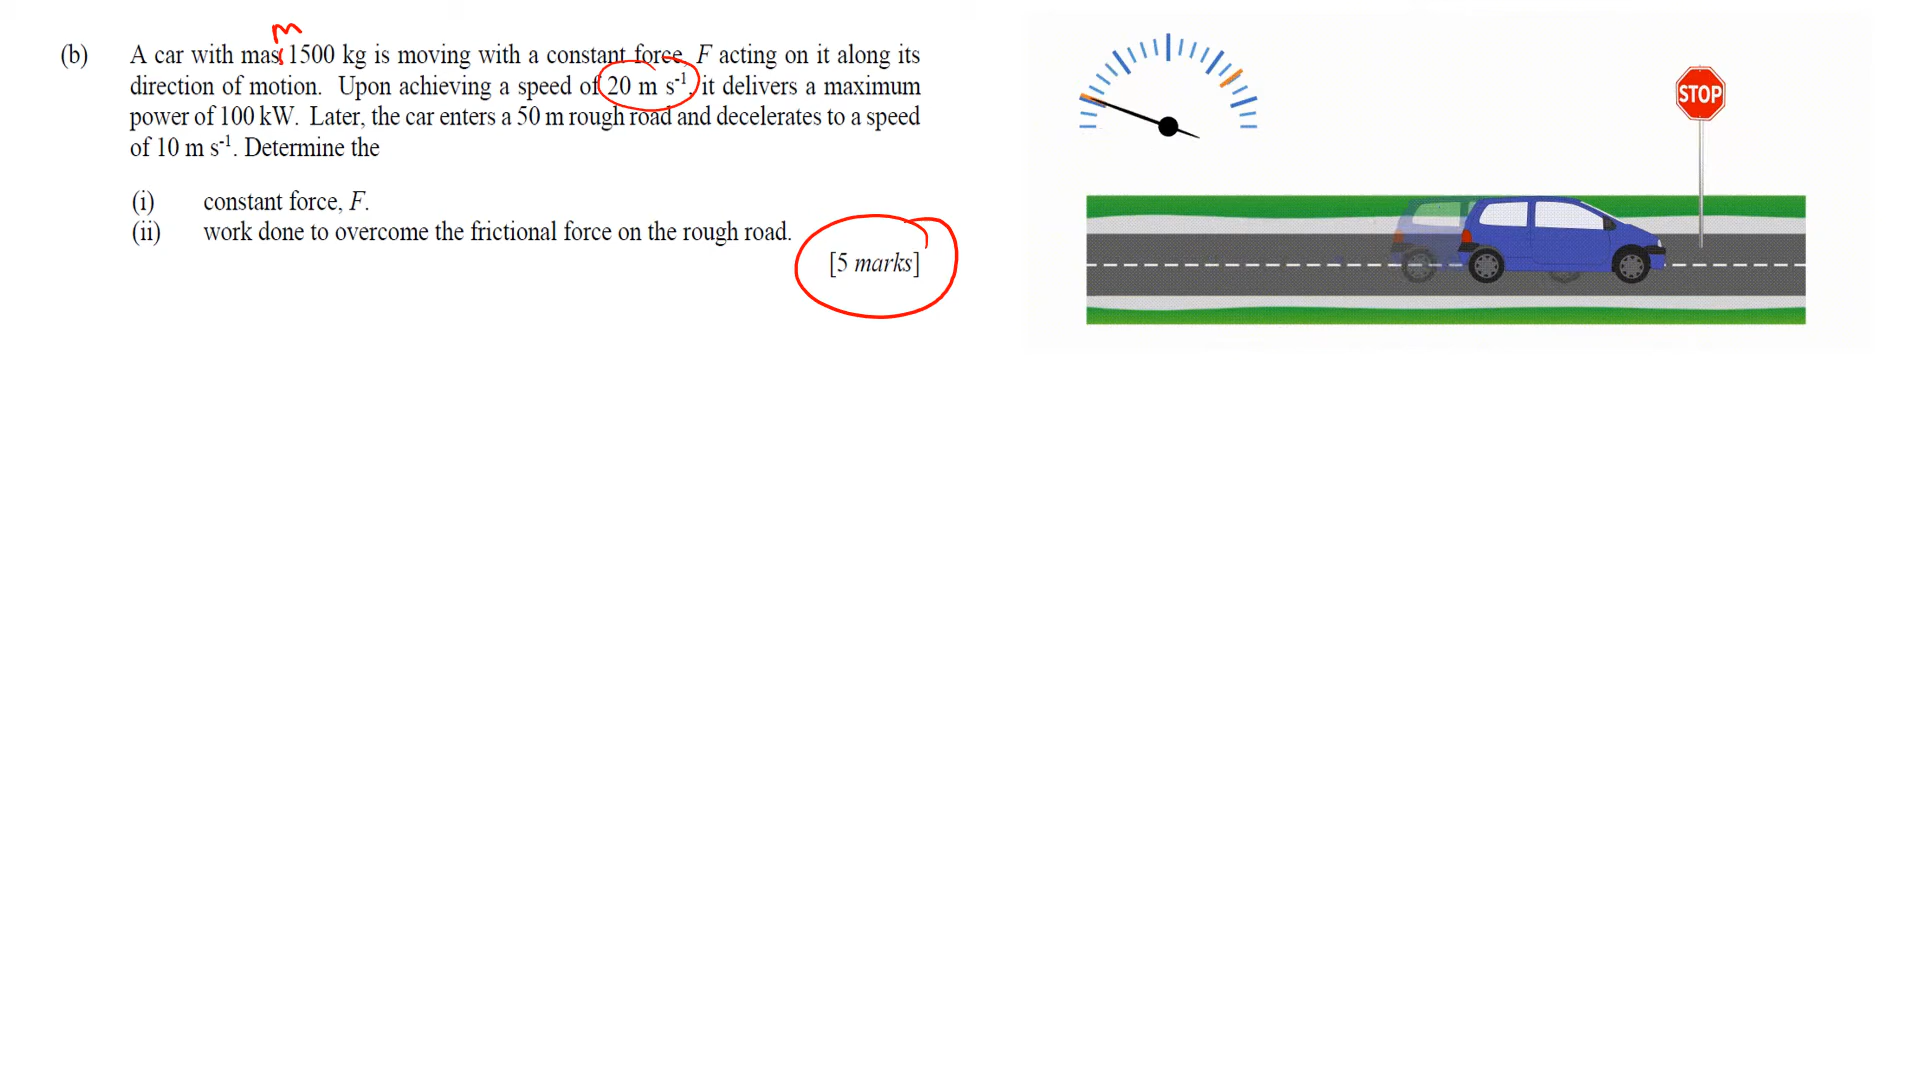 m
(b) A car with mass 1500 kg is moving with a constant force, F acting on it along its
direction of motion. Upon achieving a speed of 20 m s⁻¹, it delivers a maximum
power of 100 kW. Later, the car enters a 50 m rough road and decelerates to a speed
of 10 m s⁻¹. Determine the
(i) constant force, F.
(ii) work done to overcome the frictional force on the rough road.
[5 marks]
STOP